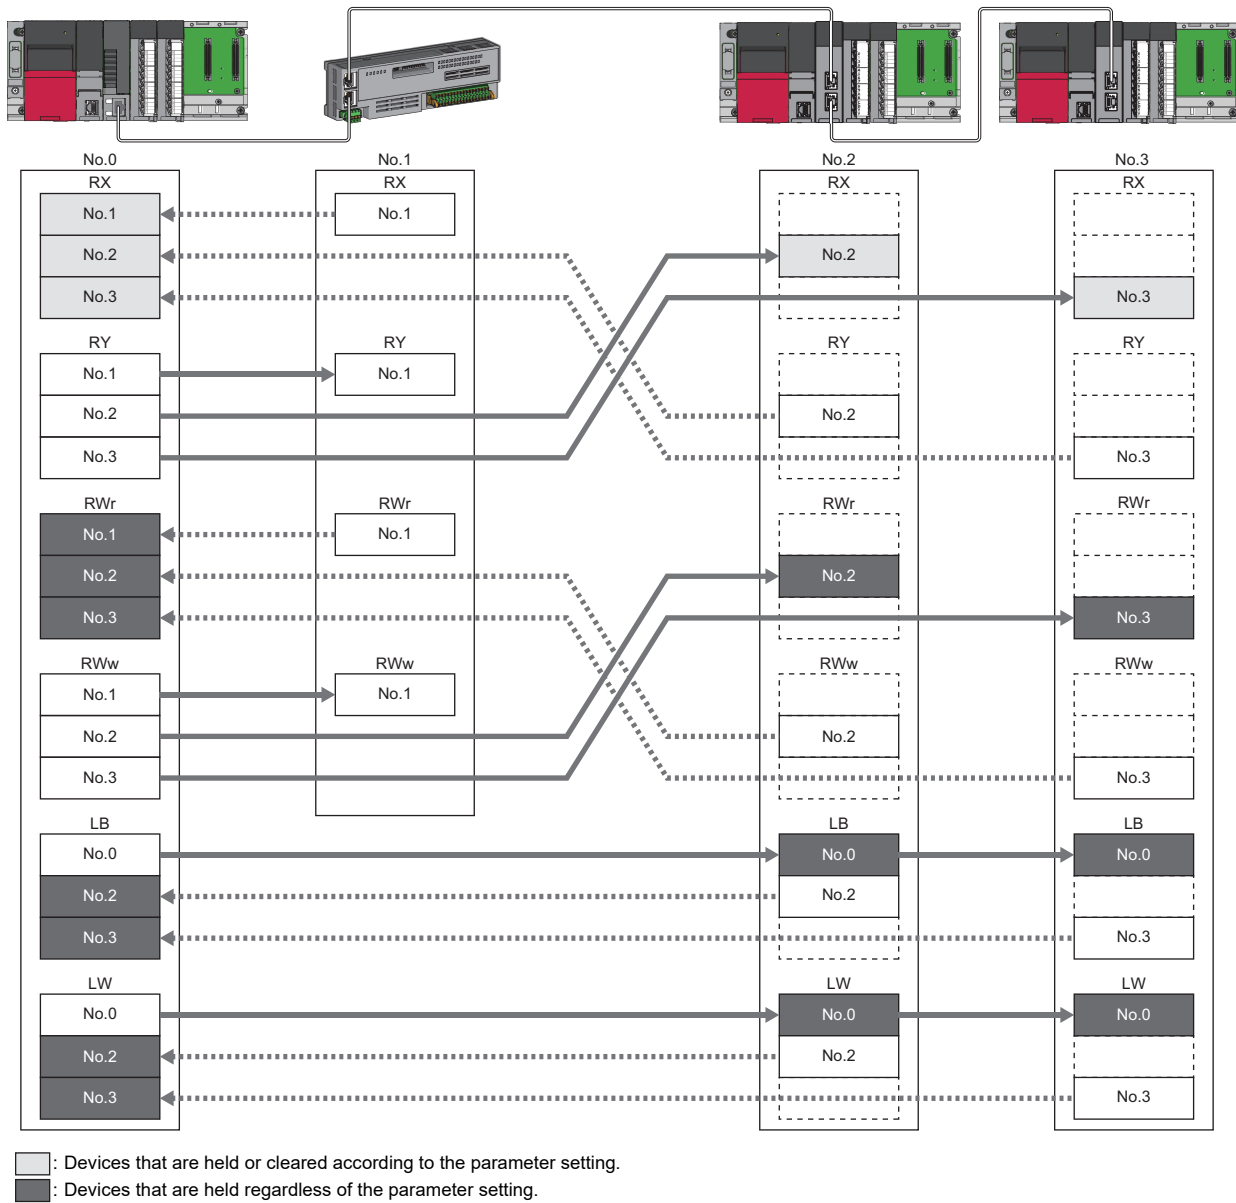 No.0
No.1
No.2
No.3
RX
RX
RX
RX
No.1
No.1
No.2
No.2
No.3
No.3
RY
RY
RY
RY
No.1
No.1
No.2
No.2
No.3
No.3
RWr
RWr
RWr
RWr
No.1
No.1
No.2
No.2
No.3
No.3
RWw
RWw
RWw
RWw
No.1
No.1
No.2
No.2
No.3
No.3
LB
LB
LB
No.0
No.0
No.0
No.2
No.2
No.3
No.3
LW
LW
LW
No.0
No.0
No.0
No.2
No.2
No.3
No.3
: Devices that are held or cleared according to the parameter setting.
: Devices that are held regardless of the parameter setting.